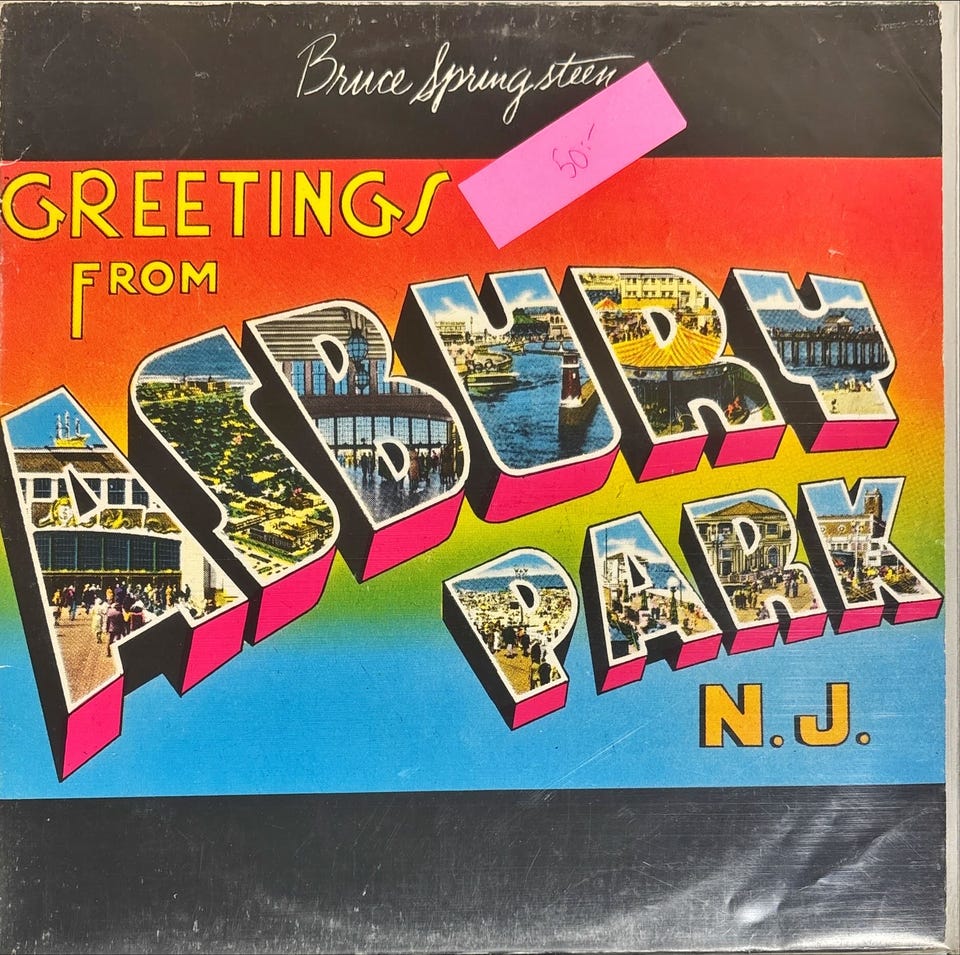 Bruce Springsteen
50:-
GREETINGS
FROM
ASBURY
PARK
N.J.